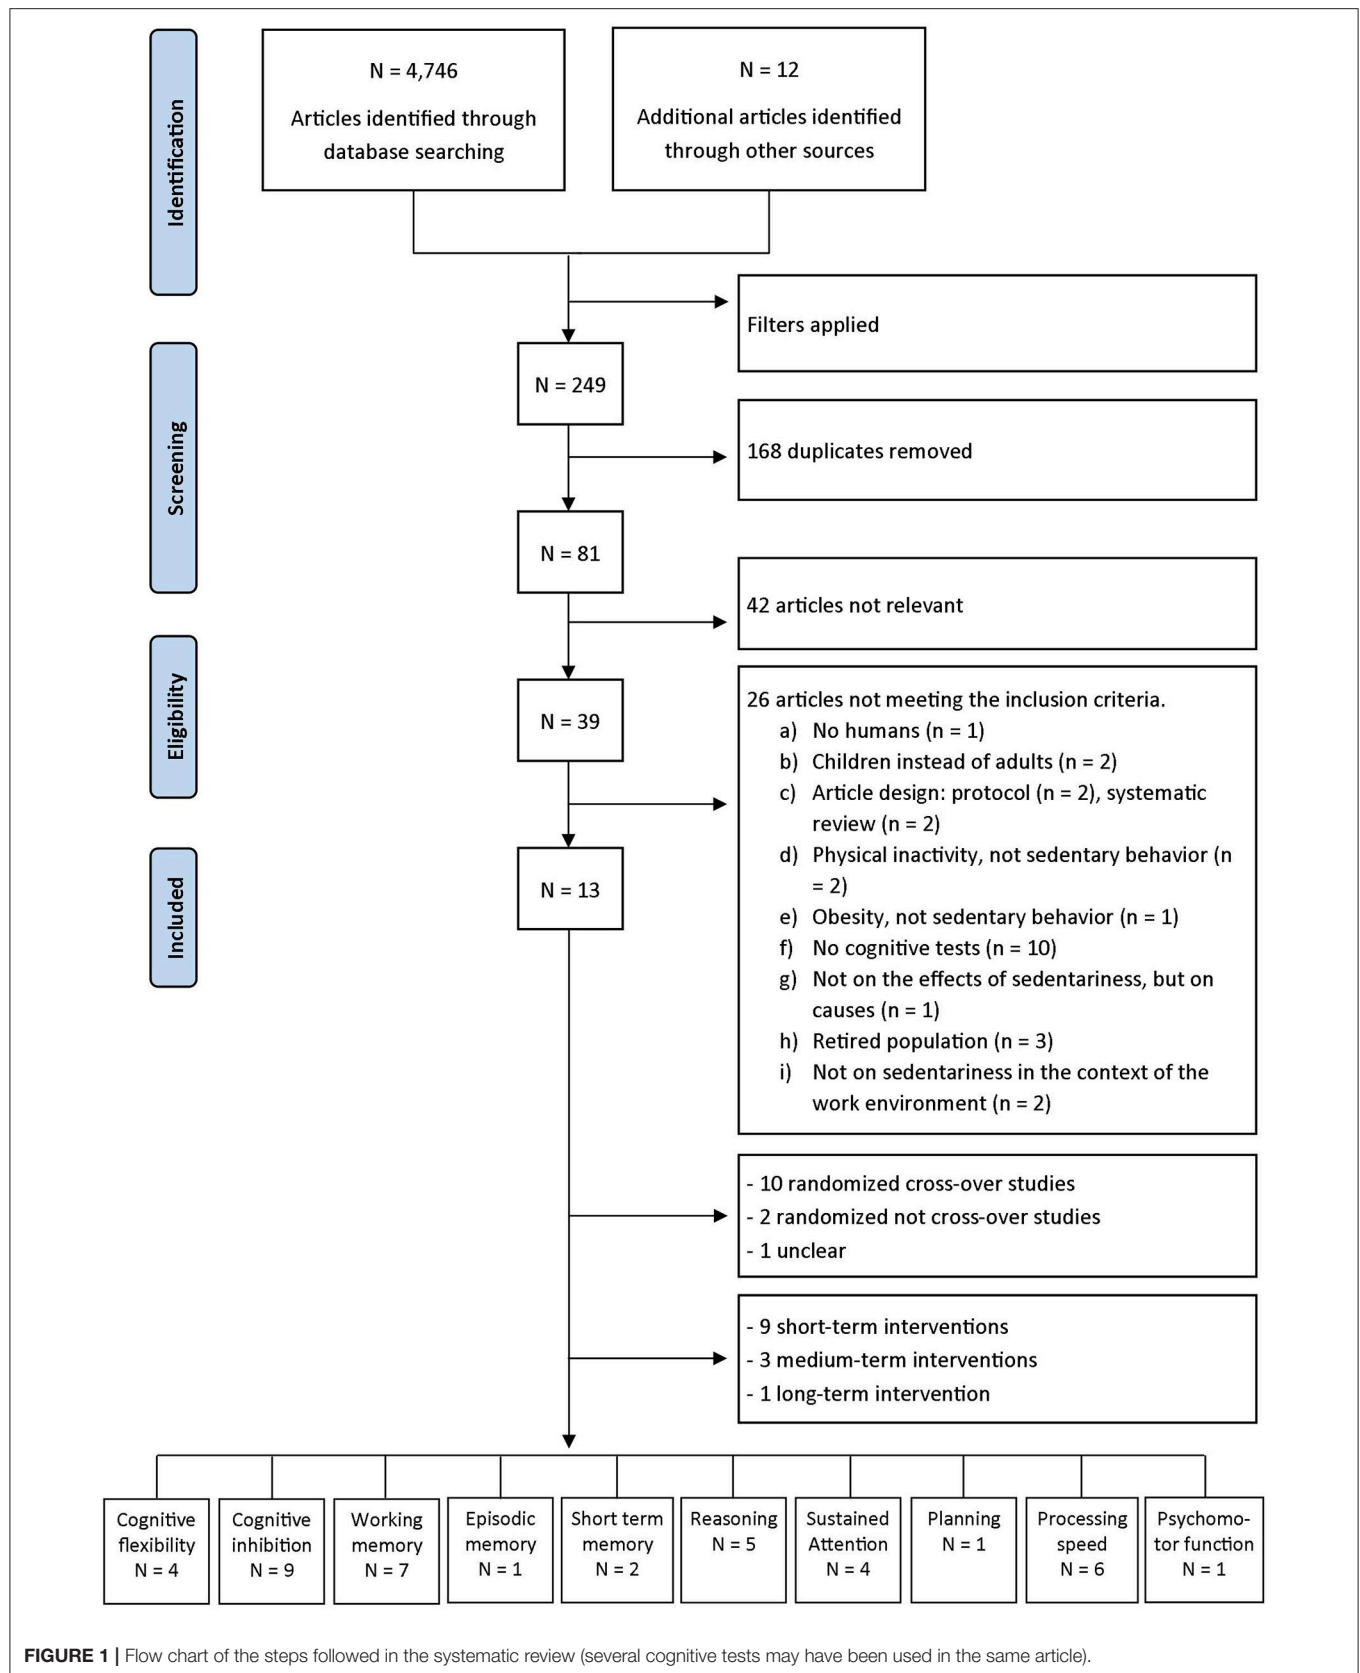 Identification
N = 4,746
Articles identified through
database searching
N = 12
Additional articles identified
through other sources
Filters applied
Screening
N = 249
168 duplicates removed
N = 81
42 articles not relevant
Eligibility
N = 39
26 articles not meeting the inclusion criteria.
a) No humans (n = 1)
b) Children instead of adults (n = 2)
c) Article design: protocol (n = 2), systematic
review (n = 2)
d) Physical inactivity, not sedentary behavior (n
= 2)
e) Obesity, not sedentary behavior (n = 1)
f) No cognitive tests (n = 10)
g) Not on the effects of sedentariness, but on
causes (n = 1)
h) Retired population (n = 3)
i) Not on sedentariness in the context of the
work environment (n = 2)
Included
N = 13
- 10 randomized cross-over studies
- 2 randomized not cross-over studies
- 1 unclear
- 9 short-term interventions
- 3 medium-term interventions
- 1 long-term intervention
Cognitive
flexibility
N = 4
Cognitive
inhibition
N = 9
Working
memory
N = 7
Episodic
memory
N = 1
Short term
memory
N = 2
Reasoning
N = 5
Sustained
Attention
N = 4
Planning
N = 1
Processing
speed
N = 6
Psychomo-
tor function
N = 1
FIGURE 1 | Flow chart of the steps followed in the systematic review (several cognitive tests may have been used in the same article).